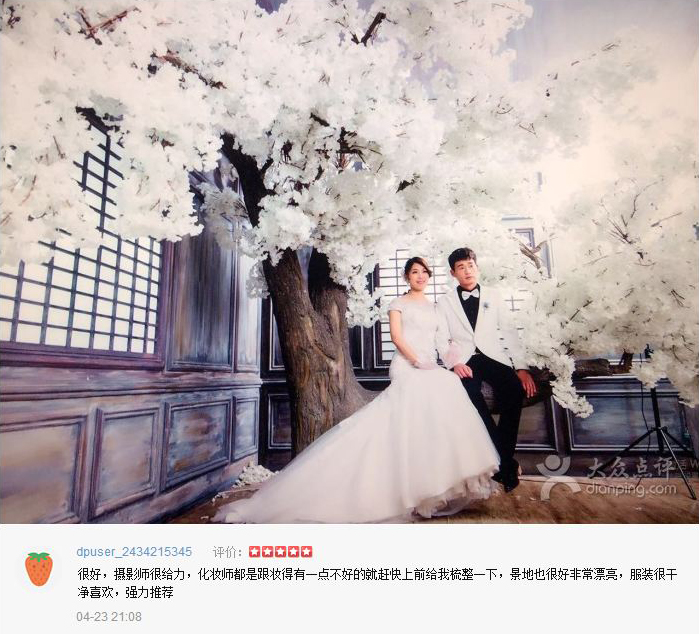 大众点评
dianping.com
dpuser_2434215345 评价:
很好，摄影师很给力，化妆师都是跟妆得有一点不好的就赶快上前给我梳整一下，景地也很好非常漂亮，服装很干
净喜欢，强力推荐
04-23 21:08